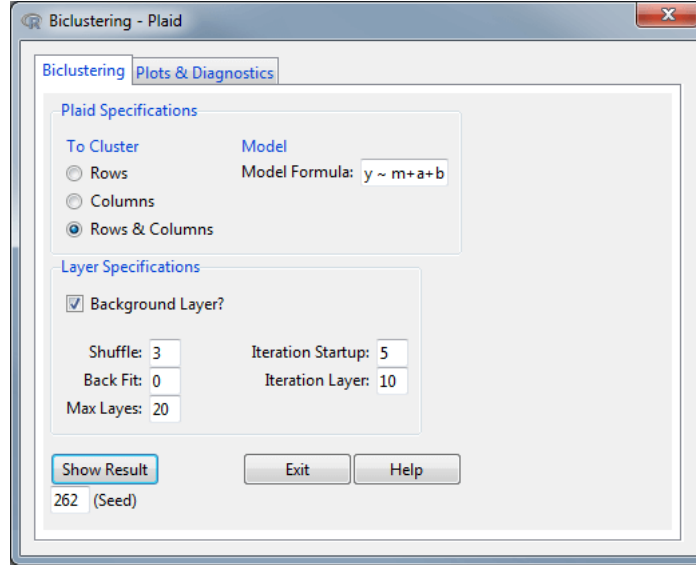 Biclustering - Plaid
Biclustering Plots & Diagnostics
Plaid Specifications
To Cluster Model
Rows Model Formula: y ~ m+a+b
Columns
Rows & Columns
Layer Specifications
Background Layer?
Shuffle: 3 Iteration Startup: 5
Back Fit: 0 Iteration Layer: 10
Max Layes: 20
Show Result Exit Help
262 (Seed)